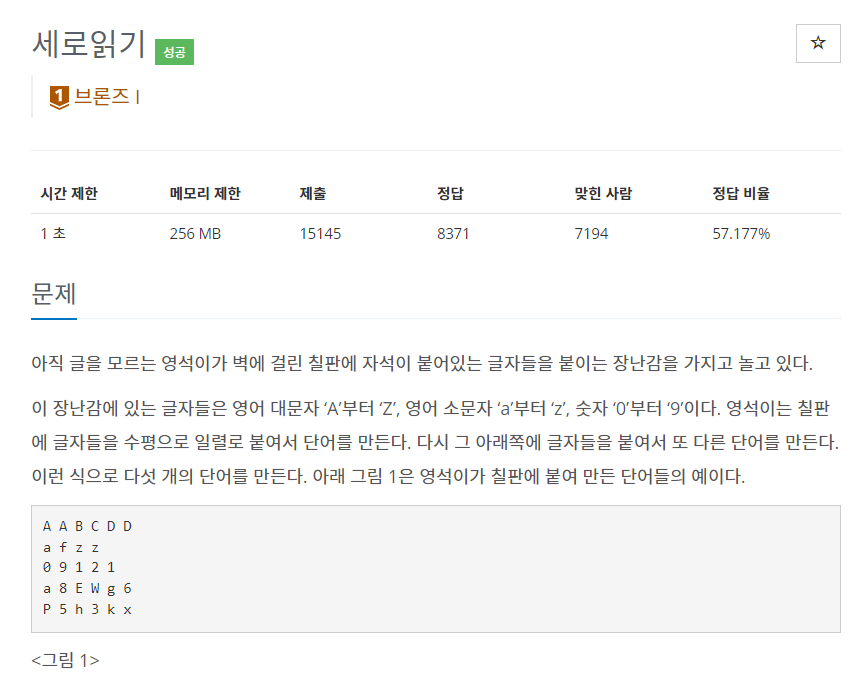 세로읽기 성공
☆
1 브론즈 I
시간 제한 메모리 제한 제출 정답 맞힌 사람 정답 비율
1 초 256 MB 15145 8371 7194 57.177%
문제
아직 글을 모르는 영석이가 벽에 걸린 칠판에 자석이 붙어있는 글자들을 붙이는 장난감을 가지고 놀고 있다.
이 장난감에 있는 글자들은 영어 대문자 ‘A’부터 ‘Z’, 영어 소문자 ‘a’부터 ‘z’, 숫자 ‘0’부터 ‘9’이다. 영석이는 칠판
에 글자들을 수평으로 일렬로 붙여서 단어를 만든다. 다시 그 아래쪽에 글자들을 붙여서 또 다른 단어를 만든다.
이런 식으로 다섯 개의 단어를 만든다. 아래 그림 1은 영석이가 칠판에 붙여 만든 단어들의 예이다.
A A B C D D
a f z z
0 9 1 2 1
a 8 E W g 6
P 5 h 3 k x
<그림 1>